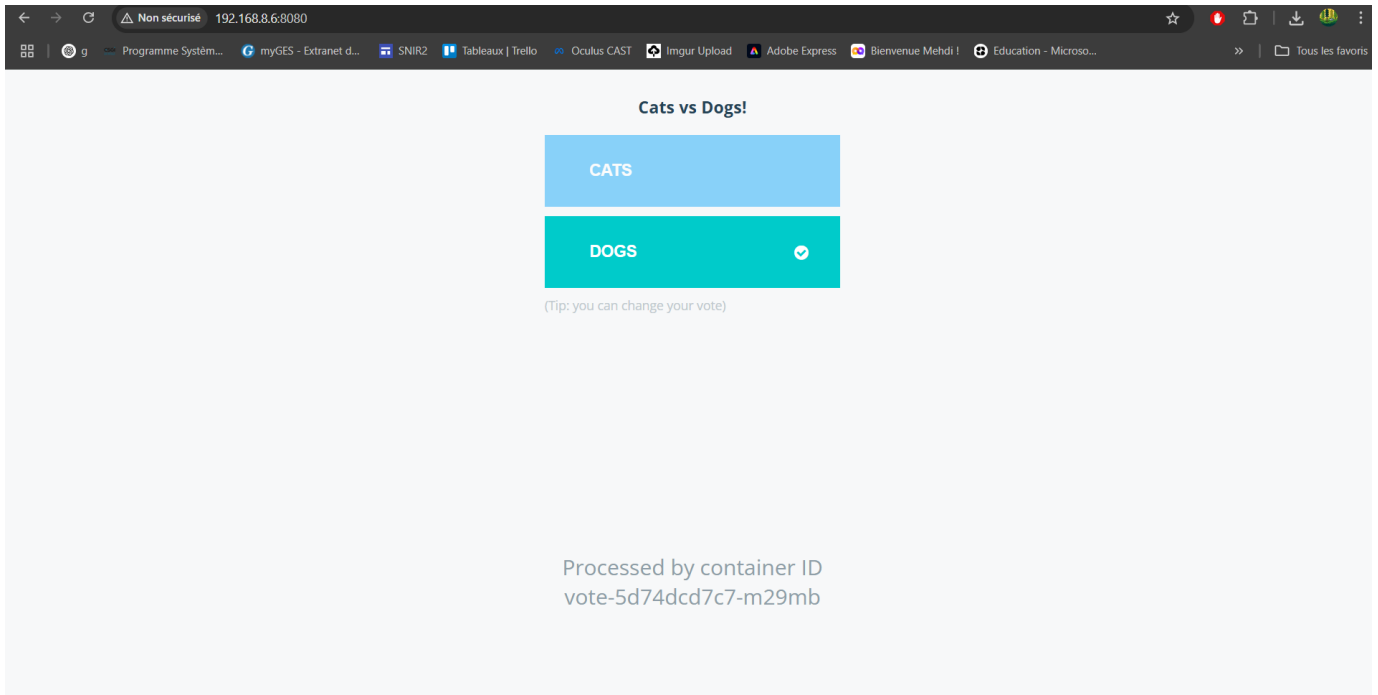 Non sécurisé 192.168.8.6:8080
g Programme Systèm... myGES - Extranet d... SNIR2 Tableaux | Trello Oculus CAST Imgur Upload Adobe Express Bienvenue Mehdi ! Education - Microso... » Tous les favoris
Cats vs Dogs!
CATS
DOGS
(Tip: you can change your vote)
Processed by container ID
vote-5d74dcd7c7-m29mb